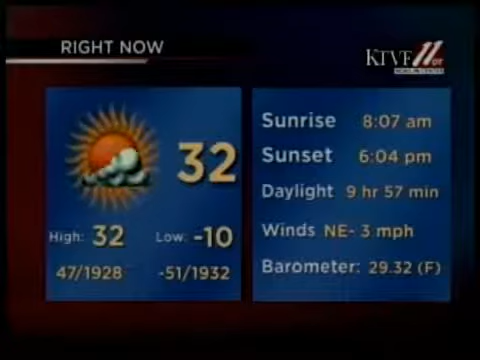 RIGHT NOW
KTVF 11
32
High: 32 Low: -10
47/1928 -51/1932
Sunrise 8:07 am
Sunset 6:04 pm
Daylight 9 hr 57 min
Winds NE- 3 mph
Barometer: 29.32 (F)